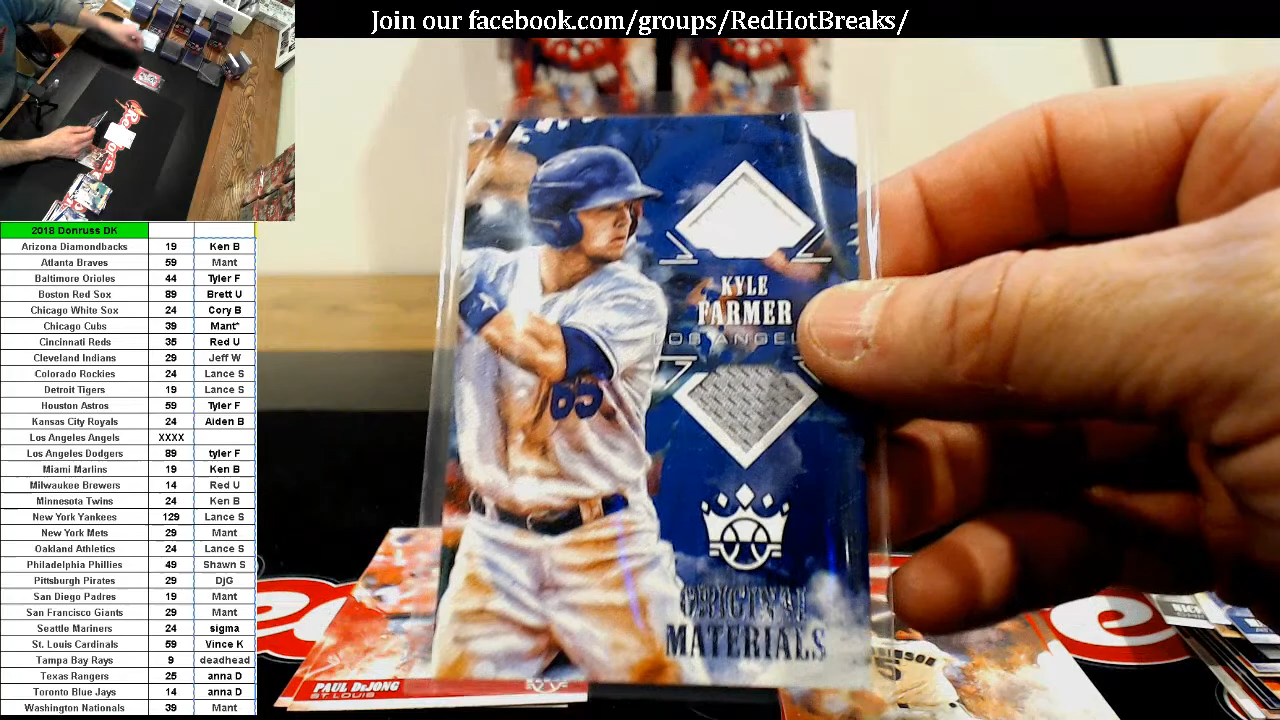 Join our facebook.com/groups/RedHotBreaks/
2018 Donruss DK
Arizona Diamondbacks 19 Ken B
Atlanta Braves 59 Mant
Baltimore Orioles 44 Tyler F
Boston Red Sox 89 Brett U
Chicago White Sox 24 Cory B
Chicago Cubs 39 Mant*
Cincinnati Reds 35 Red U
Cleveland Indians 29 Jeff W
Colorado Rockies 24 Lance S
Detroit Tigers 19 Lance S
Houston Astros 59 Tyler F
Kansas City Royals 24 Aiden B
Los Angeles Angels XXXX
Los Angeles Dodgers 89 tyler F
Miami Marlins 19 Ken B
Milwaukee Brewers 14 Red U
Minnesota Twins 24 Ken B
New York Yankees 129 Lance S
New York Mets 29 Mant
Oakland Athletics 24 Lance S
Philadelphia Phillies 49 Shawn S
Pittsburgh Pirates 29 DjG
San Diego Padres 19 Mant
San Francisco Giants 29 Mant
Seattle Mariners 24 sigma
St. Louis Cardinals 59 Vince K
Tampa Bay Rays 9 deadhead
Texas Rangers 25 anna D
Toronto Blue Jays 14 anna D
Washington Nationals 39 Mant
KYLE
FARMER
LOS ANGEL
65
ORIGINAL
MATERIALS
PAUL DEJONG
ST. LOUIS